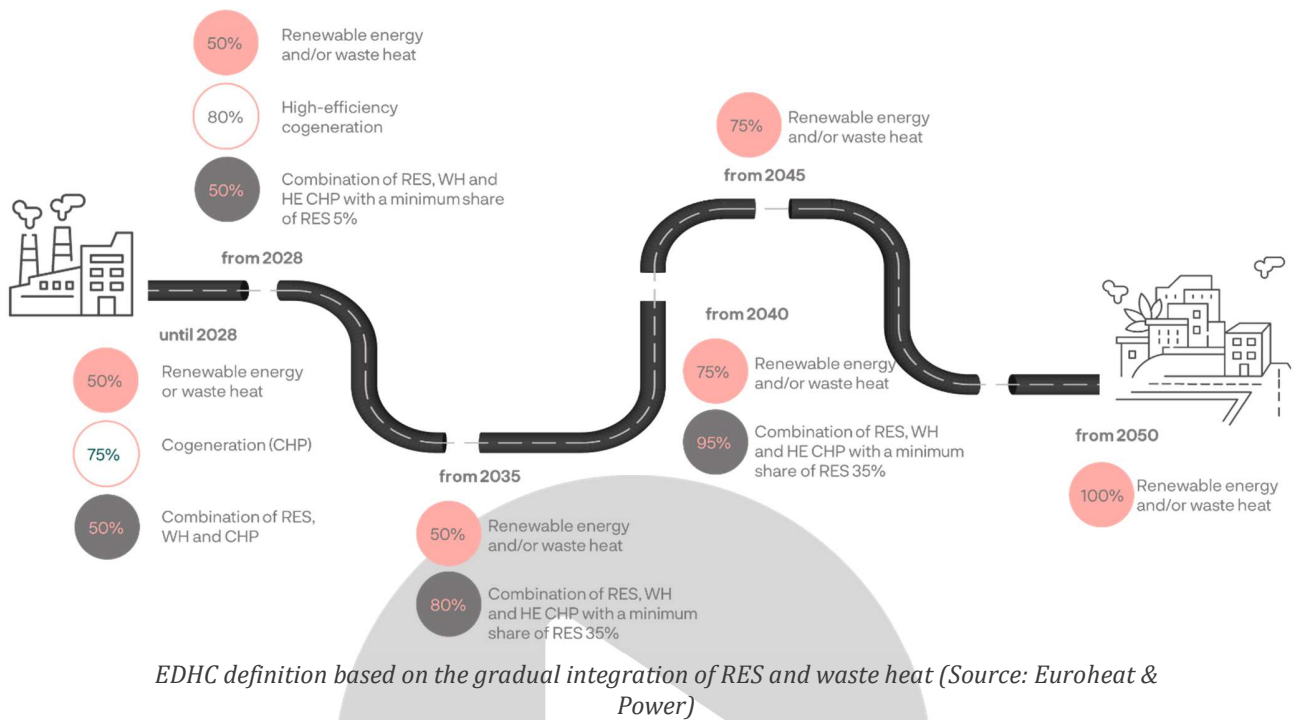 50%
Renewable energy
and/or waste heat
80%
High-efficiency
cogeneration
50%
Combination of RES, WH and
HE CHP with a minimum share
of RES 5%
from 2028
until 2028
50%
Renewable energy
or waste heat
75%
Cogeneration (CHP)
50%
Combination of RES,
WH and CHP
from 2035
50%
Renewable energy
and/or waste heat
80%
Combination of RES, WH
and HE CHP with a minimum
share of RES 35%
from 2040
75%
Renewable energy
and/or waste heat
95%
Combination of RES, WH
and HE CHP with a minimum
share of RES 35%
75%
Renewable energy
and/or waste heat
from 2045
from 2050
100%
Renewable energy
and/or waste heat
EDHC definition based on the gradual integration of RES and waste heat (Source: Euroheat &
Power)